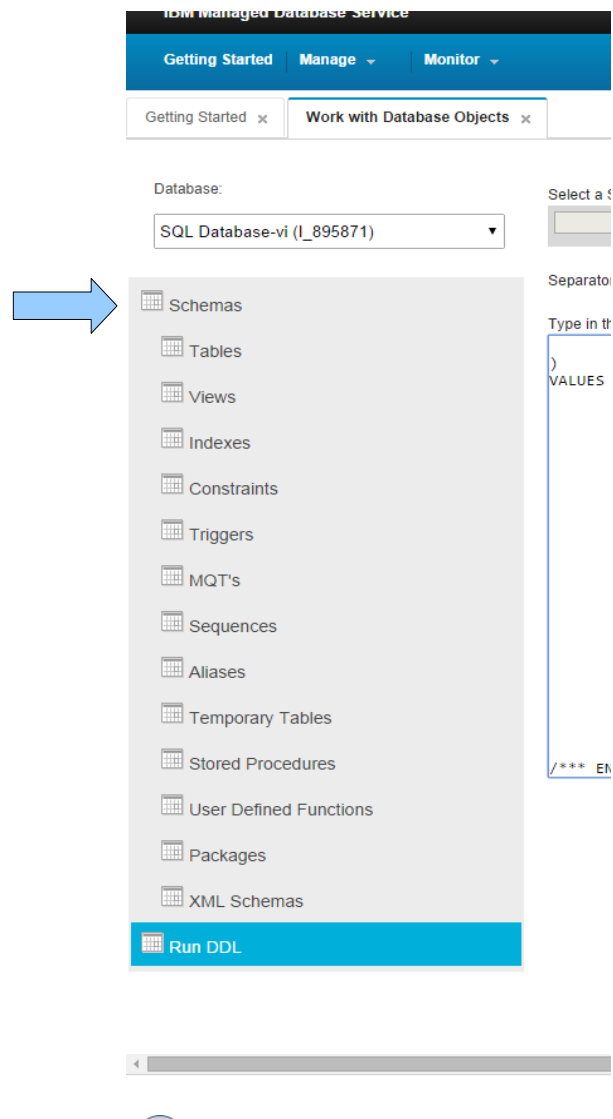 IBM Managed Database Service
Getting Started Manage Monitor
Getting Started x Work with Database Objects x
Database:
SQL Database-vi (I_895871)
Select a S
Separator
Type in th
)
VALUES
/*** EN
Schemas
Tables
Views
Indexes
Constraints
Triggers
MQT's
Sequences
Aliases
Temporary Tables
Stored Procedures
User Defined Functions
Packages
XML Schemas
Run DDL